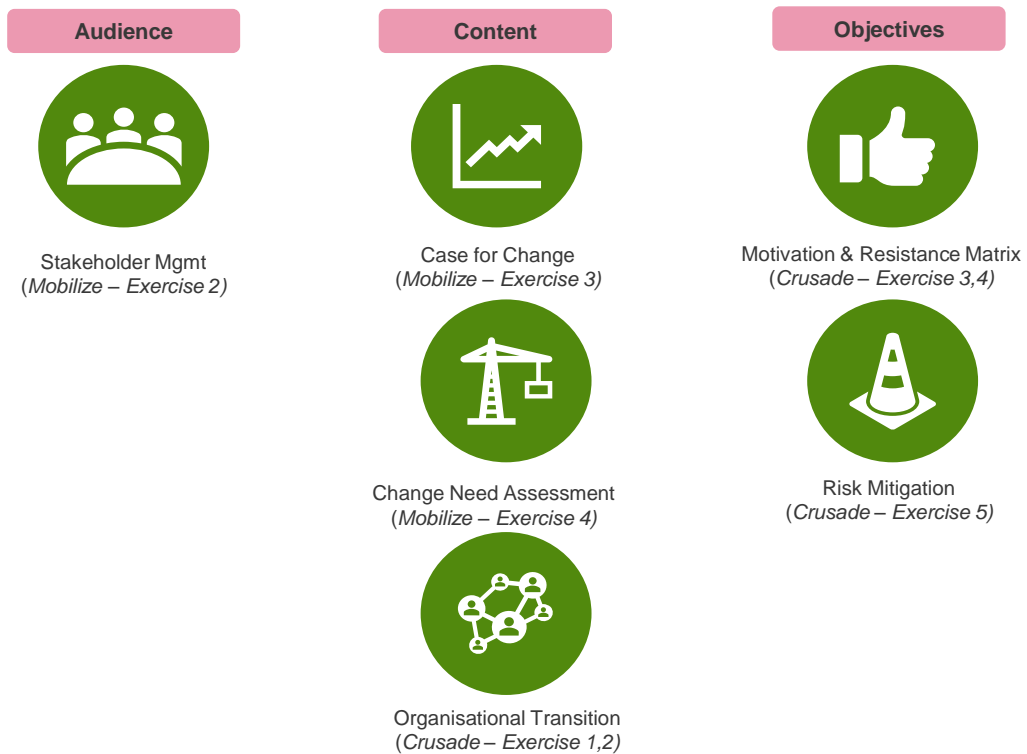 Audience
Stakeholder Mgmt
(Mobilize – Exercise 2)
Content
Case for Change
(Mobilize – Exercise 3)
Change Need Assessment
(Mobilize – Exercise 4)
Organisational Transition
(Crusade – Exercise 1,2)
Objectives
Motivation & Resistance Matrix
(Crusade – Exercise 3,4)
Risk Mitigation
(Crusade – Exercise 5)